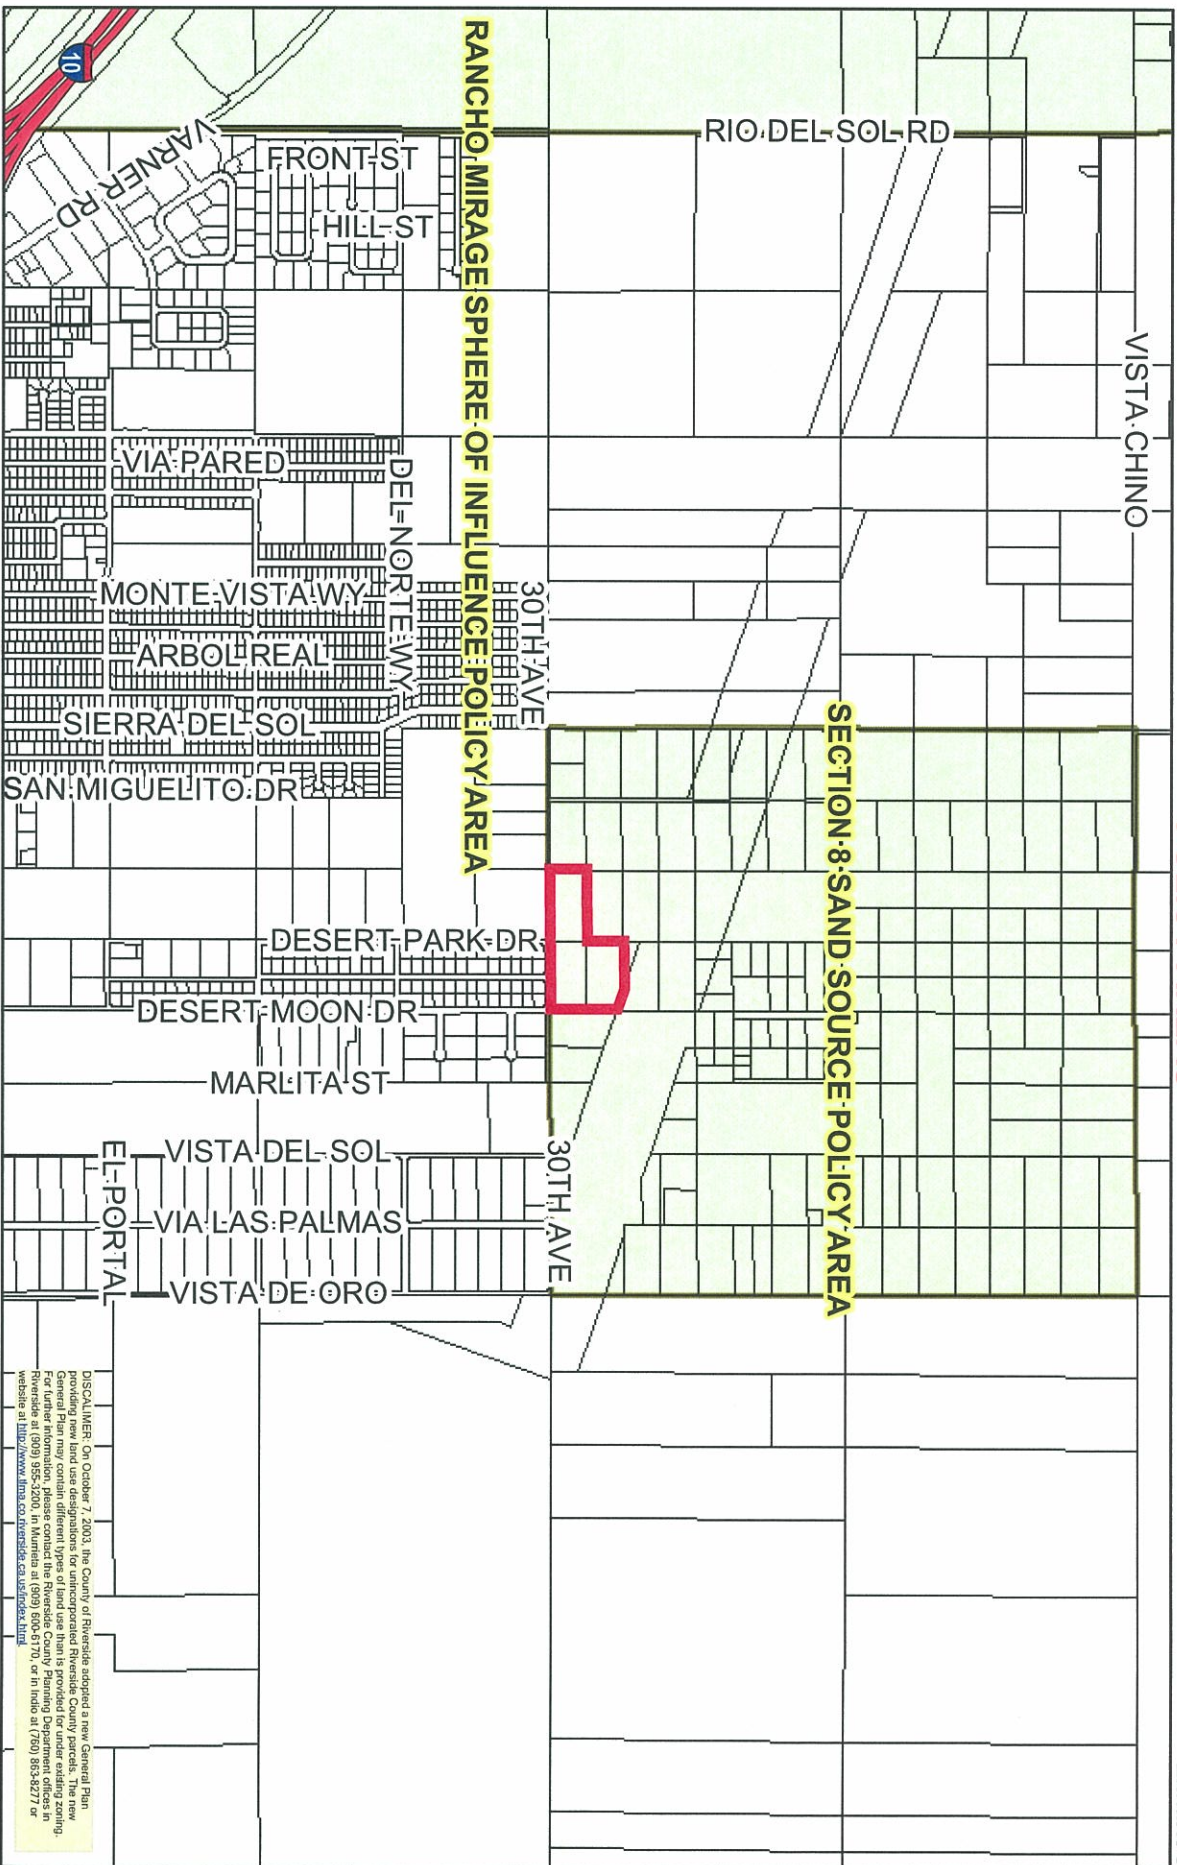 10
RANCHO MIRAGE SPHERE OF INFLUENCE POLICY AREA
RIO DEL SOL RD
VARNER RD
FRONT ST
HILL ST
VISTA CHINO
VIA PARED
DEL NORTE WY
MONTE VISTA WY
30TH AVE
ARBOL REAL
SIERRA DEL SOL
SAN MIGUELITO DR
SECTION 8 SAND SOURCE POLICY AREA
DESERT PARK DR
DESERT MOON DR
MARLITA ST
EL PORTAL
VISTA DEL SOL
30TH AVE
VIA LAS PALMAS
VISTA DE ORO
DISCALIMER: On October 7, 2003, the County of Riverside adopted a new General Plan
providing new land use designations for unincorporated Riverside County parcels. The new
General Plan may contain different types of land use than is provided for under existing zoning.
For further information, please contact the Riverside County Planning Department offices in
Riverside at (909) 955-3200, in Murrieta at (909) 600-6170, or in Indio at (760) 863-8277 or
website at http://www.tlma.co.riverside.ca.us/index.html